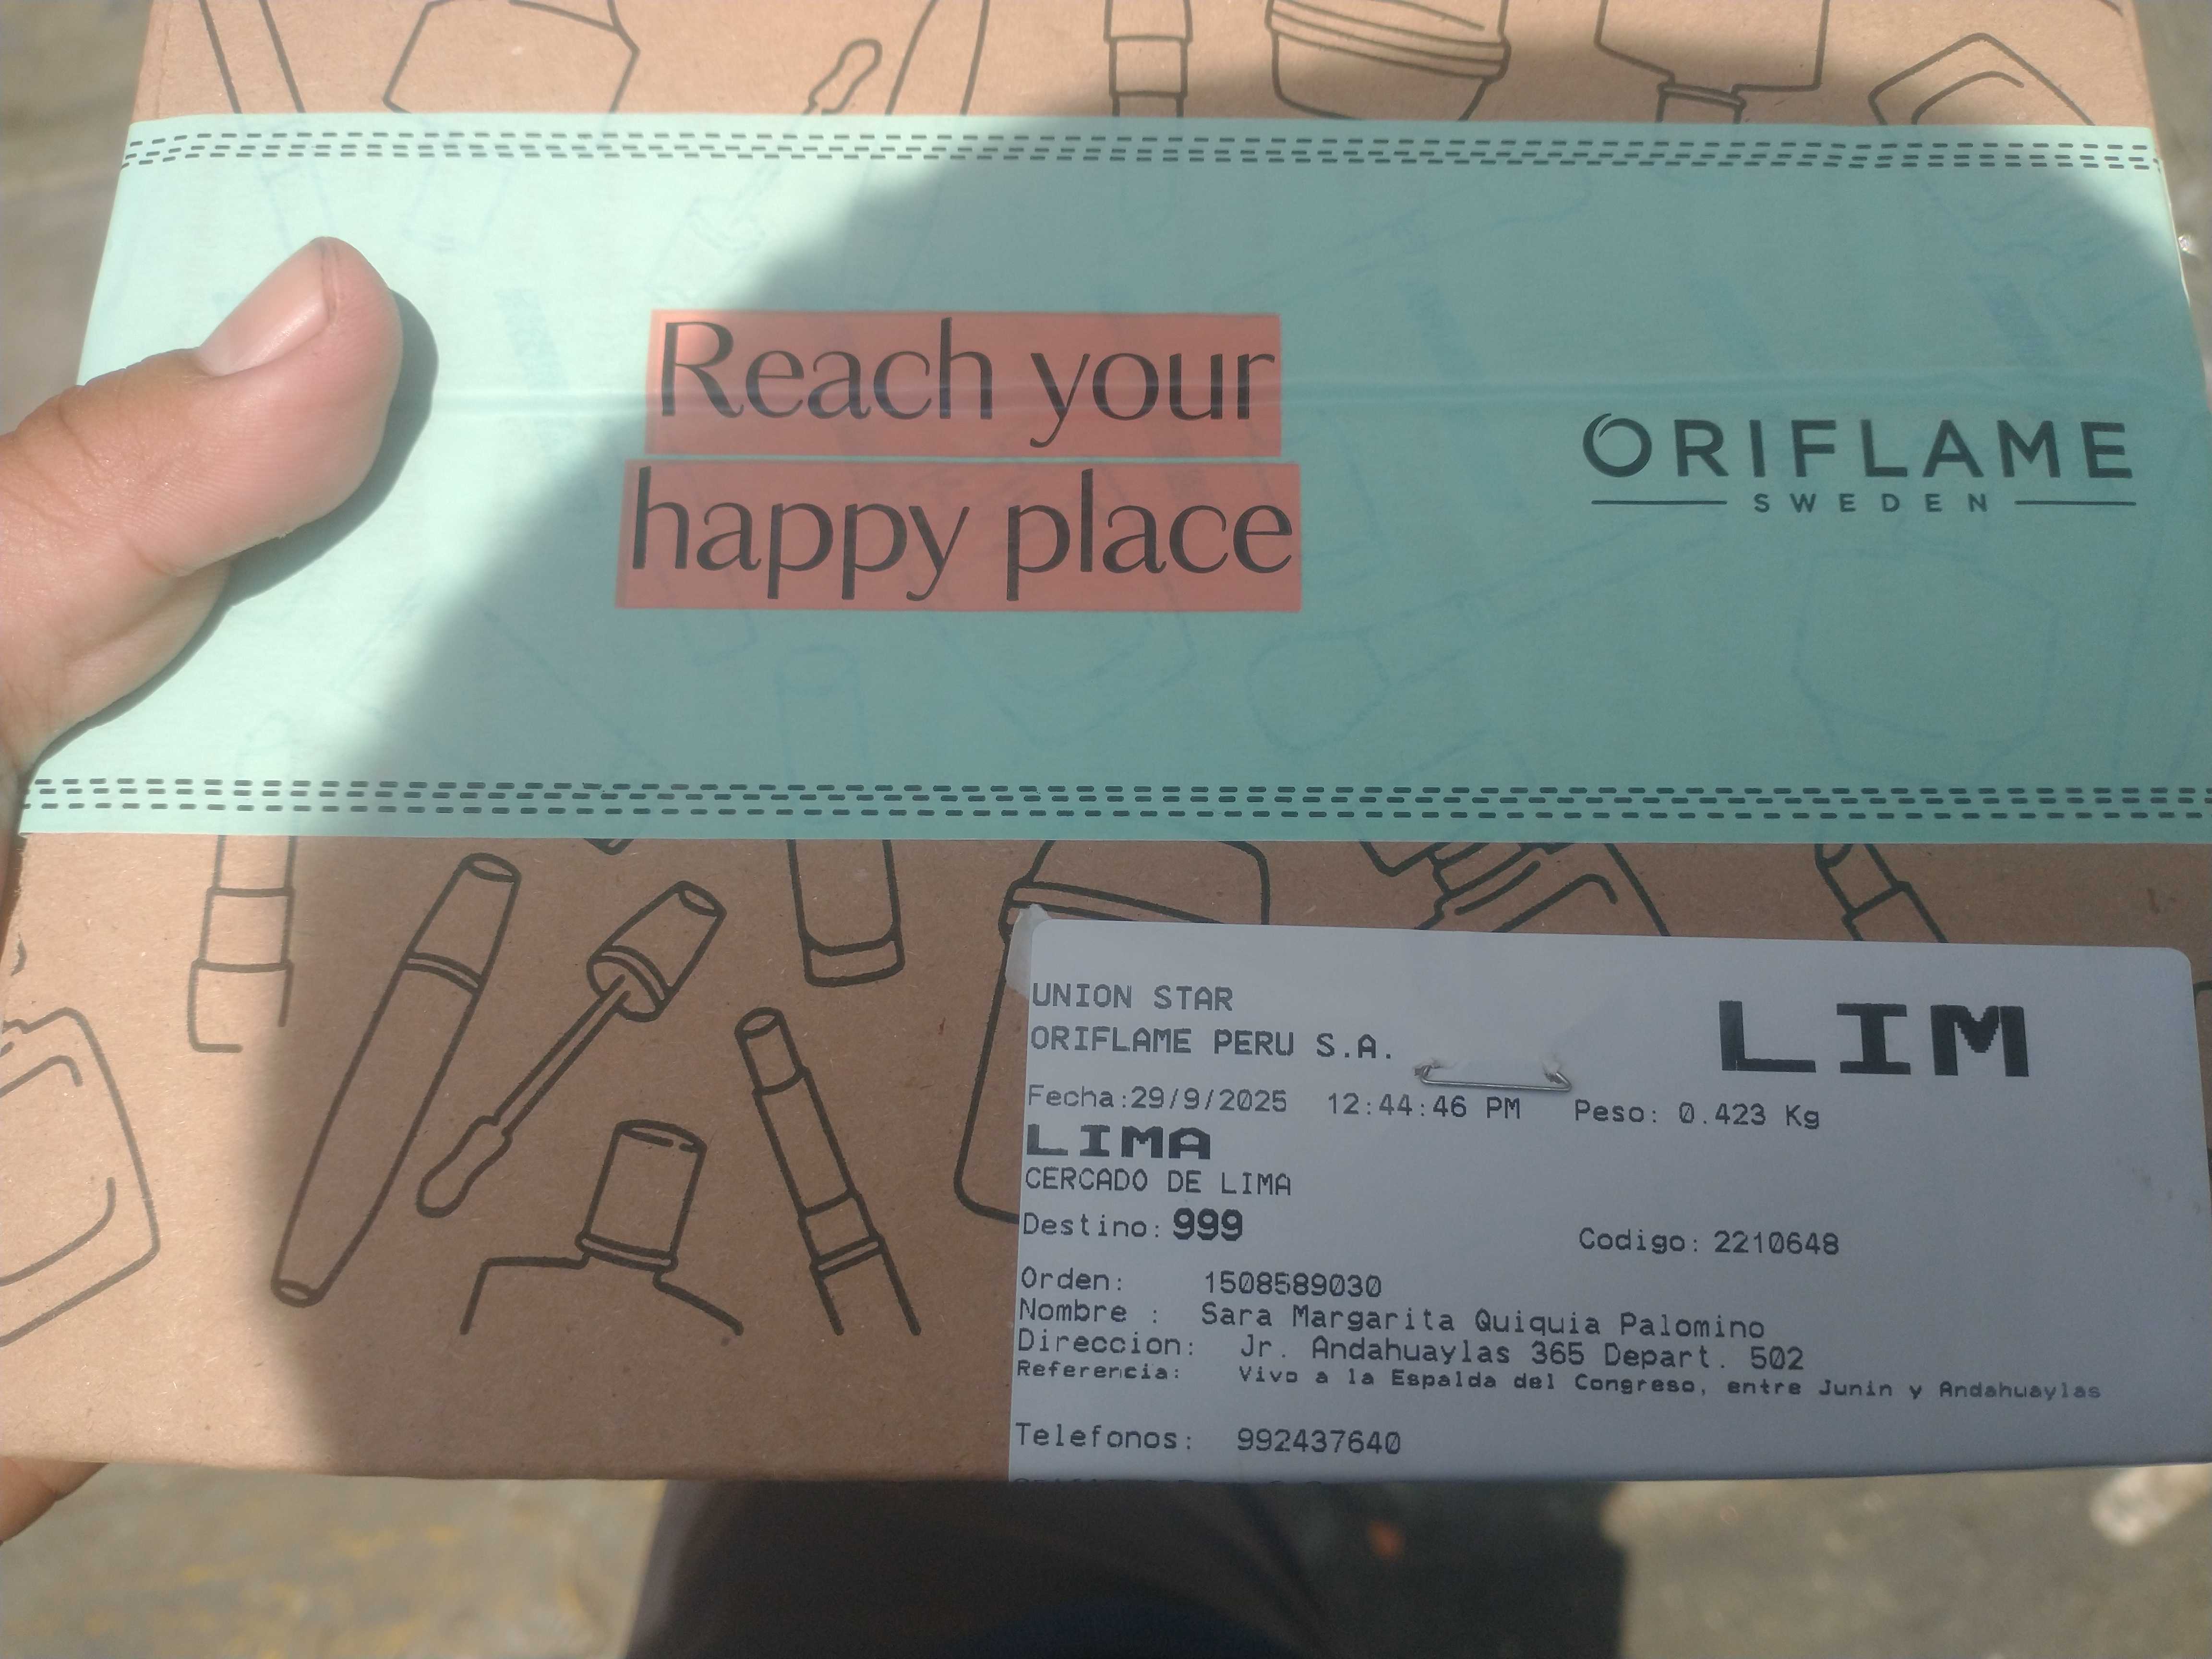 Reach your
happy place
ORIFLAME
SWEDEN
UNION STAR
LIM
ORIFLAME PERU S.A.
Fecha:29/9/2025 12:44:46 PM Peso: 0.423 Kg
LIMA
CERCADO DE LIMA
Destino: 999 Codigo: 2210648
Orden: 1508589030
Nombre : Sara Margarita Quiquia Palomino
Direccion: Jr. Andahuaylas 365 Depart. 502
Referencia: Vivo a la Espalda del Congreso, entre Junin y Andahuaylas
Telefonos: 992437640